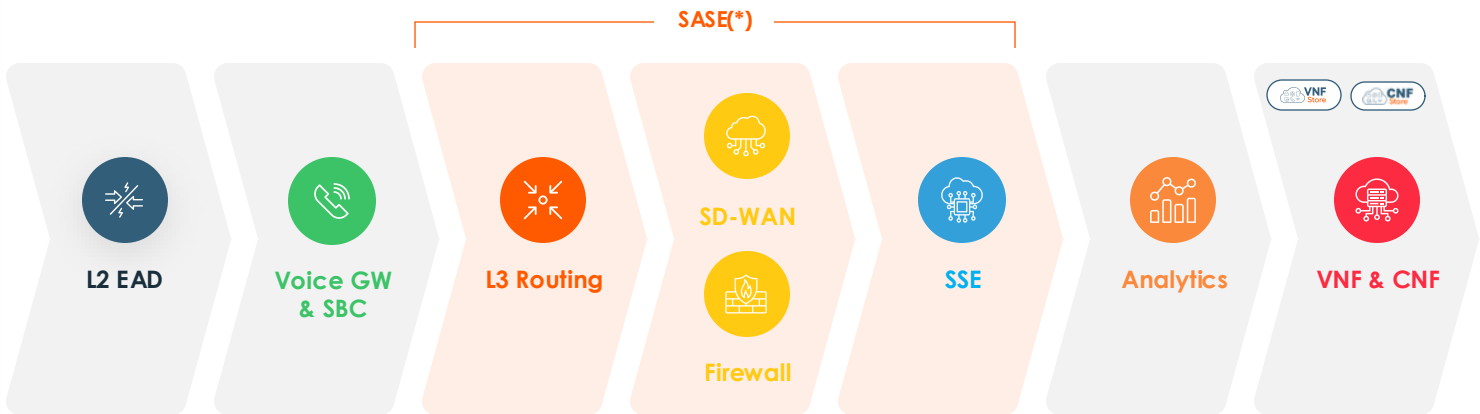 SASE(*)
L2 EAD
Voice GW
& SBC
L3 Routing
SD-WAN
Firewall
SSE
Analytics
VNF
Store
CNF
Store
VNF & CNF